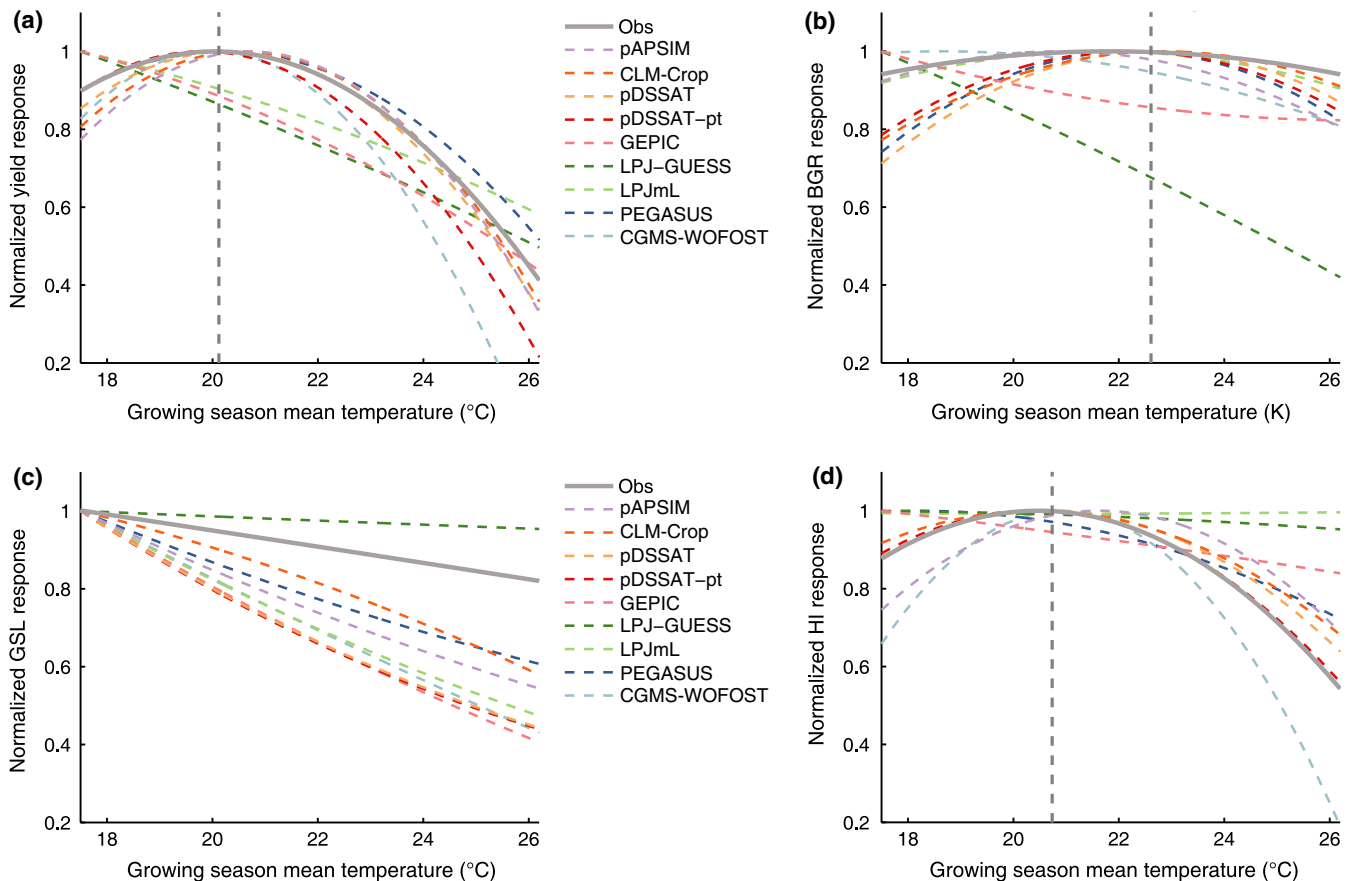 (a)
Normalized yield response
1
0.8
0.6
0.4
0.2
18 20 22 24 26
Growing season mean temperature (°C)
Obs
pAPSIM
CLM-Crop
pDSSAT
pDSSAT-pt
GEPIC
LPJ-GUESS
LPJmL
PEGASUS
CGMS-WOFOST
(b)
Normalized BGR response
1
0.8
0.6
0.4
0.2
18 20 22 24 26
Growing season mean temperature (K)
(c)
Normalized GSL response
1
0.8
0.6
0.4
0.2
18 20 22 24 26
Growing season mean temperature (°C)
Obs
pAPSIM
CLM-Crop
pDSSAT
pDSSAT-pt
GEPIC
LPJ-GUESS
LPJmL
PEGASUS
CGMS-WOFOST
(d)
Normalized HI response
1
0.8
0.6
0.4
0.2
18 20 22 24 26
Growing season mean temperature (°C)